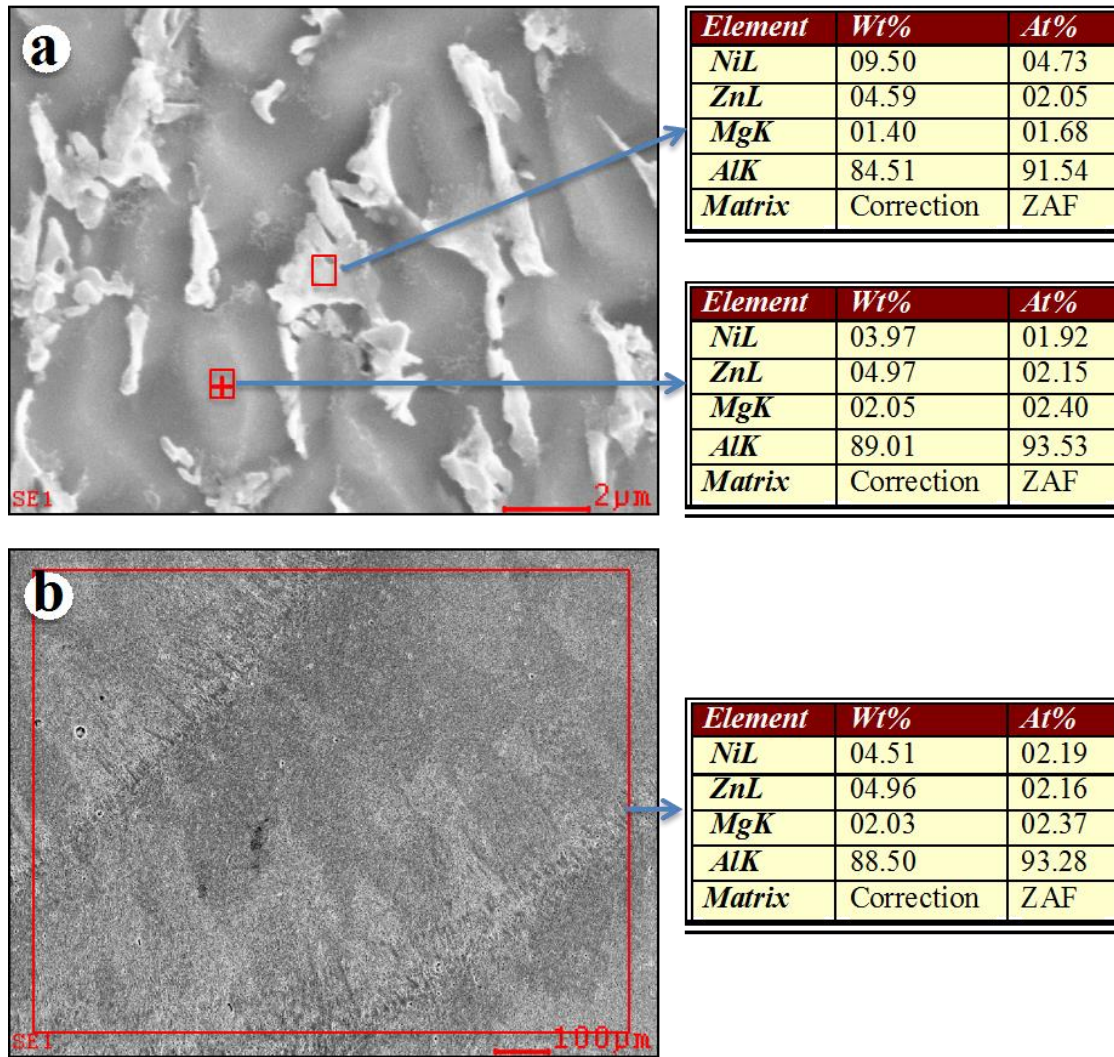 a
Element Wt% At%
NiL 09.50 04.73
ZnL 04.59 02.05
MgK 01.40 01.68
AlK 84.51 91.54
Matrix Correction ZAF
Element Wt% At%
NiL 03.97 01.92
ZnL 04.97 02.15
MgK 02.05 02.40
AlK 89.01 93.53
Matrix Correction ZAF
SE1 2µm
b
Element Wt% At%
NiL 04.51 02.19
ZnL 04.96 02.16
MgK 02.03 02.37
AlK 88.50 93.28
Matrix Correction ZAF
SE1 100µm